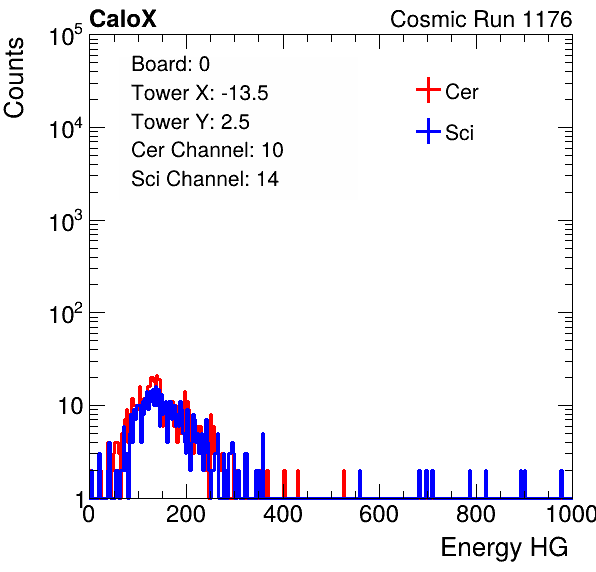 CaloX Cosmic Run 1176
Counts
10^5
10^4
10^3
10^2
10
1
Board: 0
Tower X: -13.5
Tower Y: 2.5
Cer Channel: 10
Sci Channel: 14
Cer
Sci
0 200 400 600 800 1000
Energy HG